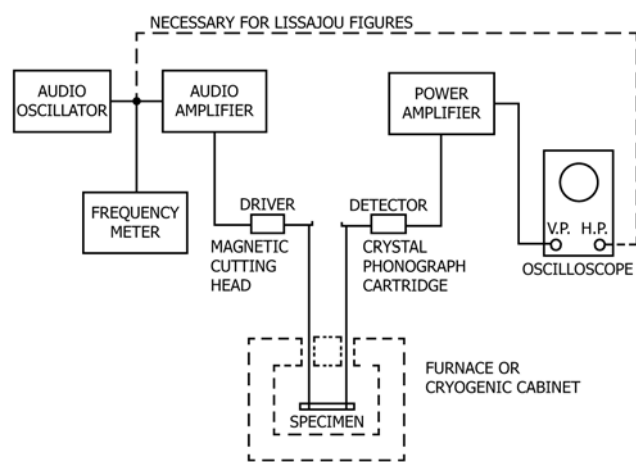 NECESSARY FOR LISSAJOU FIGURES
AUDIO
OSCILLATOR
AUDIO
AMPLIFIER
POWER
AMPLIFIER
FREQUENCY
METER
DRIVER
MAGNETIC
CUTTING
HEAD
DETECTOR
CRYSTAL
PHONOGRAPH
CARTRIDGE
V.P. H.P.
OSCILLOSCOPE
FURNACE OR
CRYOGENIC CABINET
SPECIMEN